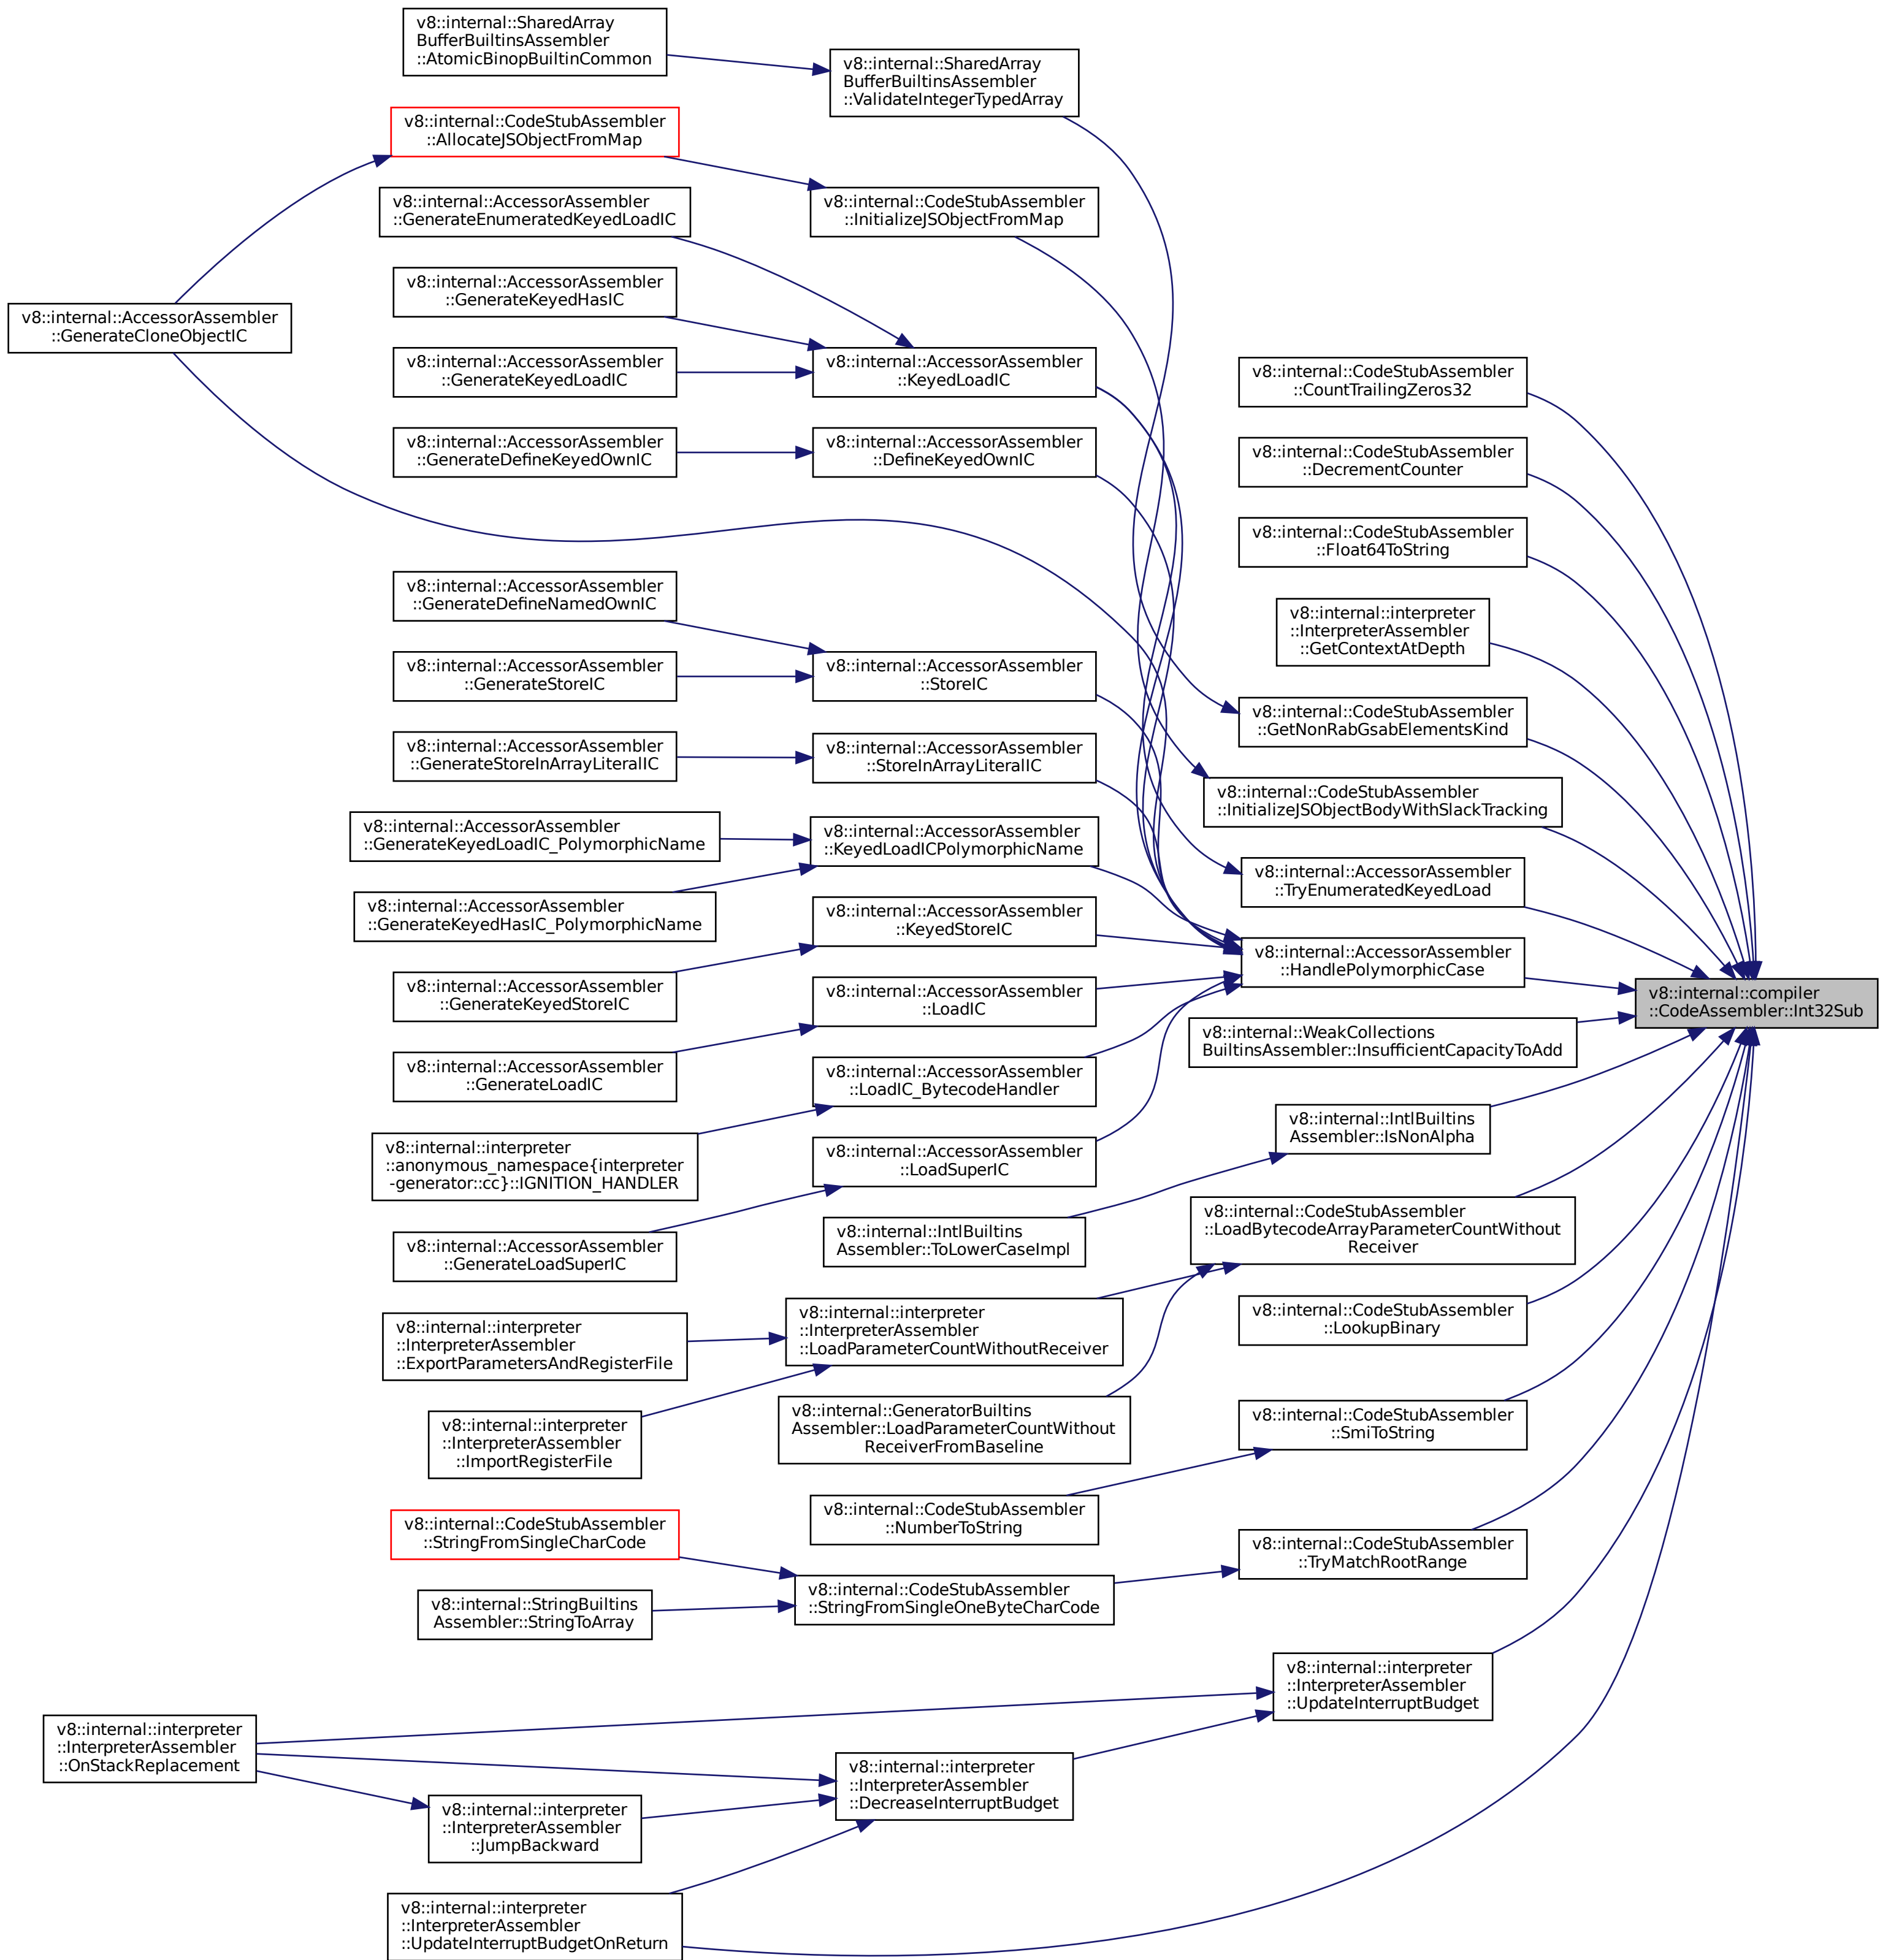 v8::internal::SharedArray
BufferBuiltinsAssembler
::AtomicBinopBuiltinCommon
v8::internal::SharedArray
BufferBuiltinsAssembler
::ValidateIntegerTypedArray
v8::internal::CodeStubAssembler
::AllocateJSObjectFromMap
v8::internal::AccessorAssembler
::GenerateEnumeratedKeyedLoadIC
v8::internal::CodeStubAssembler
::InitializeJSObjectFromMap
v8::internal::AccessorAssembler
::GenerateKeyedHasIC
v8::internal::AccessorAssembler
::GenerateCloneObjectIC
v8::internal::AccessorAssembler
::GenerateKeyedLoadIC
v8::internal::AccessorAssembler
::KeyedLoadIC
v8::internal::CodeStubAssembler
::CountTrailingZeros32
v8::internal::AccessorAssembler
::GenerateDefineKeyedOwnIC
v8::internal::AccessorAssembler
::DefineKeyedOwnIC
v8::internal::CodeStubAssembler
::DecrementCounter
v8::internal::CodeStubAssembler
::Float64ToString
v8::internal::AccessorAssembler
::GenerateDefineNamedOwnIC
v8::internal::interpreter
::InterpreterAssembler
::GetContextAtDepth
v8::internal::AccessorAssembler
::GenerateStoreIC
v8::internal::AccessorAssembler
::StoreIC
v8::internal::CodeStubAssembler
::GetNonRabGsabElementsKind
v8::internal::AccessorAssembler
::GenerateStoreInArrayLiteralIC
v8::internal::AccessorAssembler
::StoreInArrayLiteralIC
v8::internal::CodeStubAssembler
::InitializeJSObjectBodyWithSlackTracking
v8::internal::AccessorAssembler
::GenerateKeyedLoadIC_PolymorphicName
v8::internal::AccessorAssembler
::KeyedLoadICPolymorphicName
v8::internal::AccessorAssembler
::TryEnumeratedKeyedLoad
v8::internal::AccessorAssembler
::GenerateKeyedHasIC_PolymorphicName
v8::internal::AccessorAssembler
::KeyedStoreIC
v8::internal::AccessorAssembler
::HandlePolymorphicCase
v8::internal::AccessorAssembler
::GenerateKeyedStoreIC
v8::internal::AccessorAssembler
::LoadIC
v8::internal::compiler
::CodeAssembler::Int32Sub
v8::internal::WeakCollections
BuiltinsAssembler::InsufficientCapacityToAdd
v8::internal::AccessorAssembler
::GenerateLoadIC
v8::internal::AccessorAssembler
::LoadIC_BytecodeHandler
v8::internal::IntlBuiltins
Assembler::IsNonAlpha
v8::internal::interpreter
::anonymous_namespace{interpreter
-generator::cc}::IGNITION_HANDLER
v8::internal::AccessorAssembler
::LoadSuperIC
v8::internal::AccessorAssembler
::GenerateLoadSuperIC
v8::internal::IntlBuiltins
Assembler::ToLowerCaseImpl
v8::internal::CodeStubAssembler
::LoadBytecodeArrayParameterCountWithout
Receiver
v8::internal::interpreter
::InterpreterAssembler
::ExportParametersAndRegisterFile
v8::internal::interpreter
::InterpreterAssembler
::LoadParameterCountWithoutReceiver
v8::internal::CodeStubAssembler
::LookupBinary
v8::internal::interpreter
::InterpreterAssembler
::ImportRegisterFile
v8::internal::GeneratorBuiltins
Assembler::LoadParameterCountWithout
ReceiverFromBaseline
v8::internal::CodeStubAssembler
::SmiToString
v8::internal::CodeStubAssembler
::NumberToString
v8::internal::CodeStubAssembler
::StringFromSingleCharCode
v8::internal::CodeStubAssembler
::TryMatchRootRange
v8::internal::CodeStubAssembler
::StringFromSingleOneByteCharCode
v8::internal::StringBuiltins
Assembler::StringToArray
v8::internal::interpreter
::InterpreterAssembler
::UpdateInterruptBudget
v8::internal::interpreter
::InterpreterAssembler
::OnStackReplacement
v8::internal::interpreter
::InterpreterAssembler
::DecreaseInterruptBudget
v8::internal::interpreter
::InterpreterAssembler
::JumpBackward
v8::internal::interpreter
::InterpreterAssembler
::UpdateInterruptBudgetOnReturn